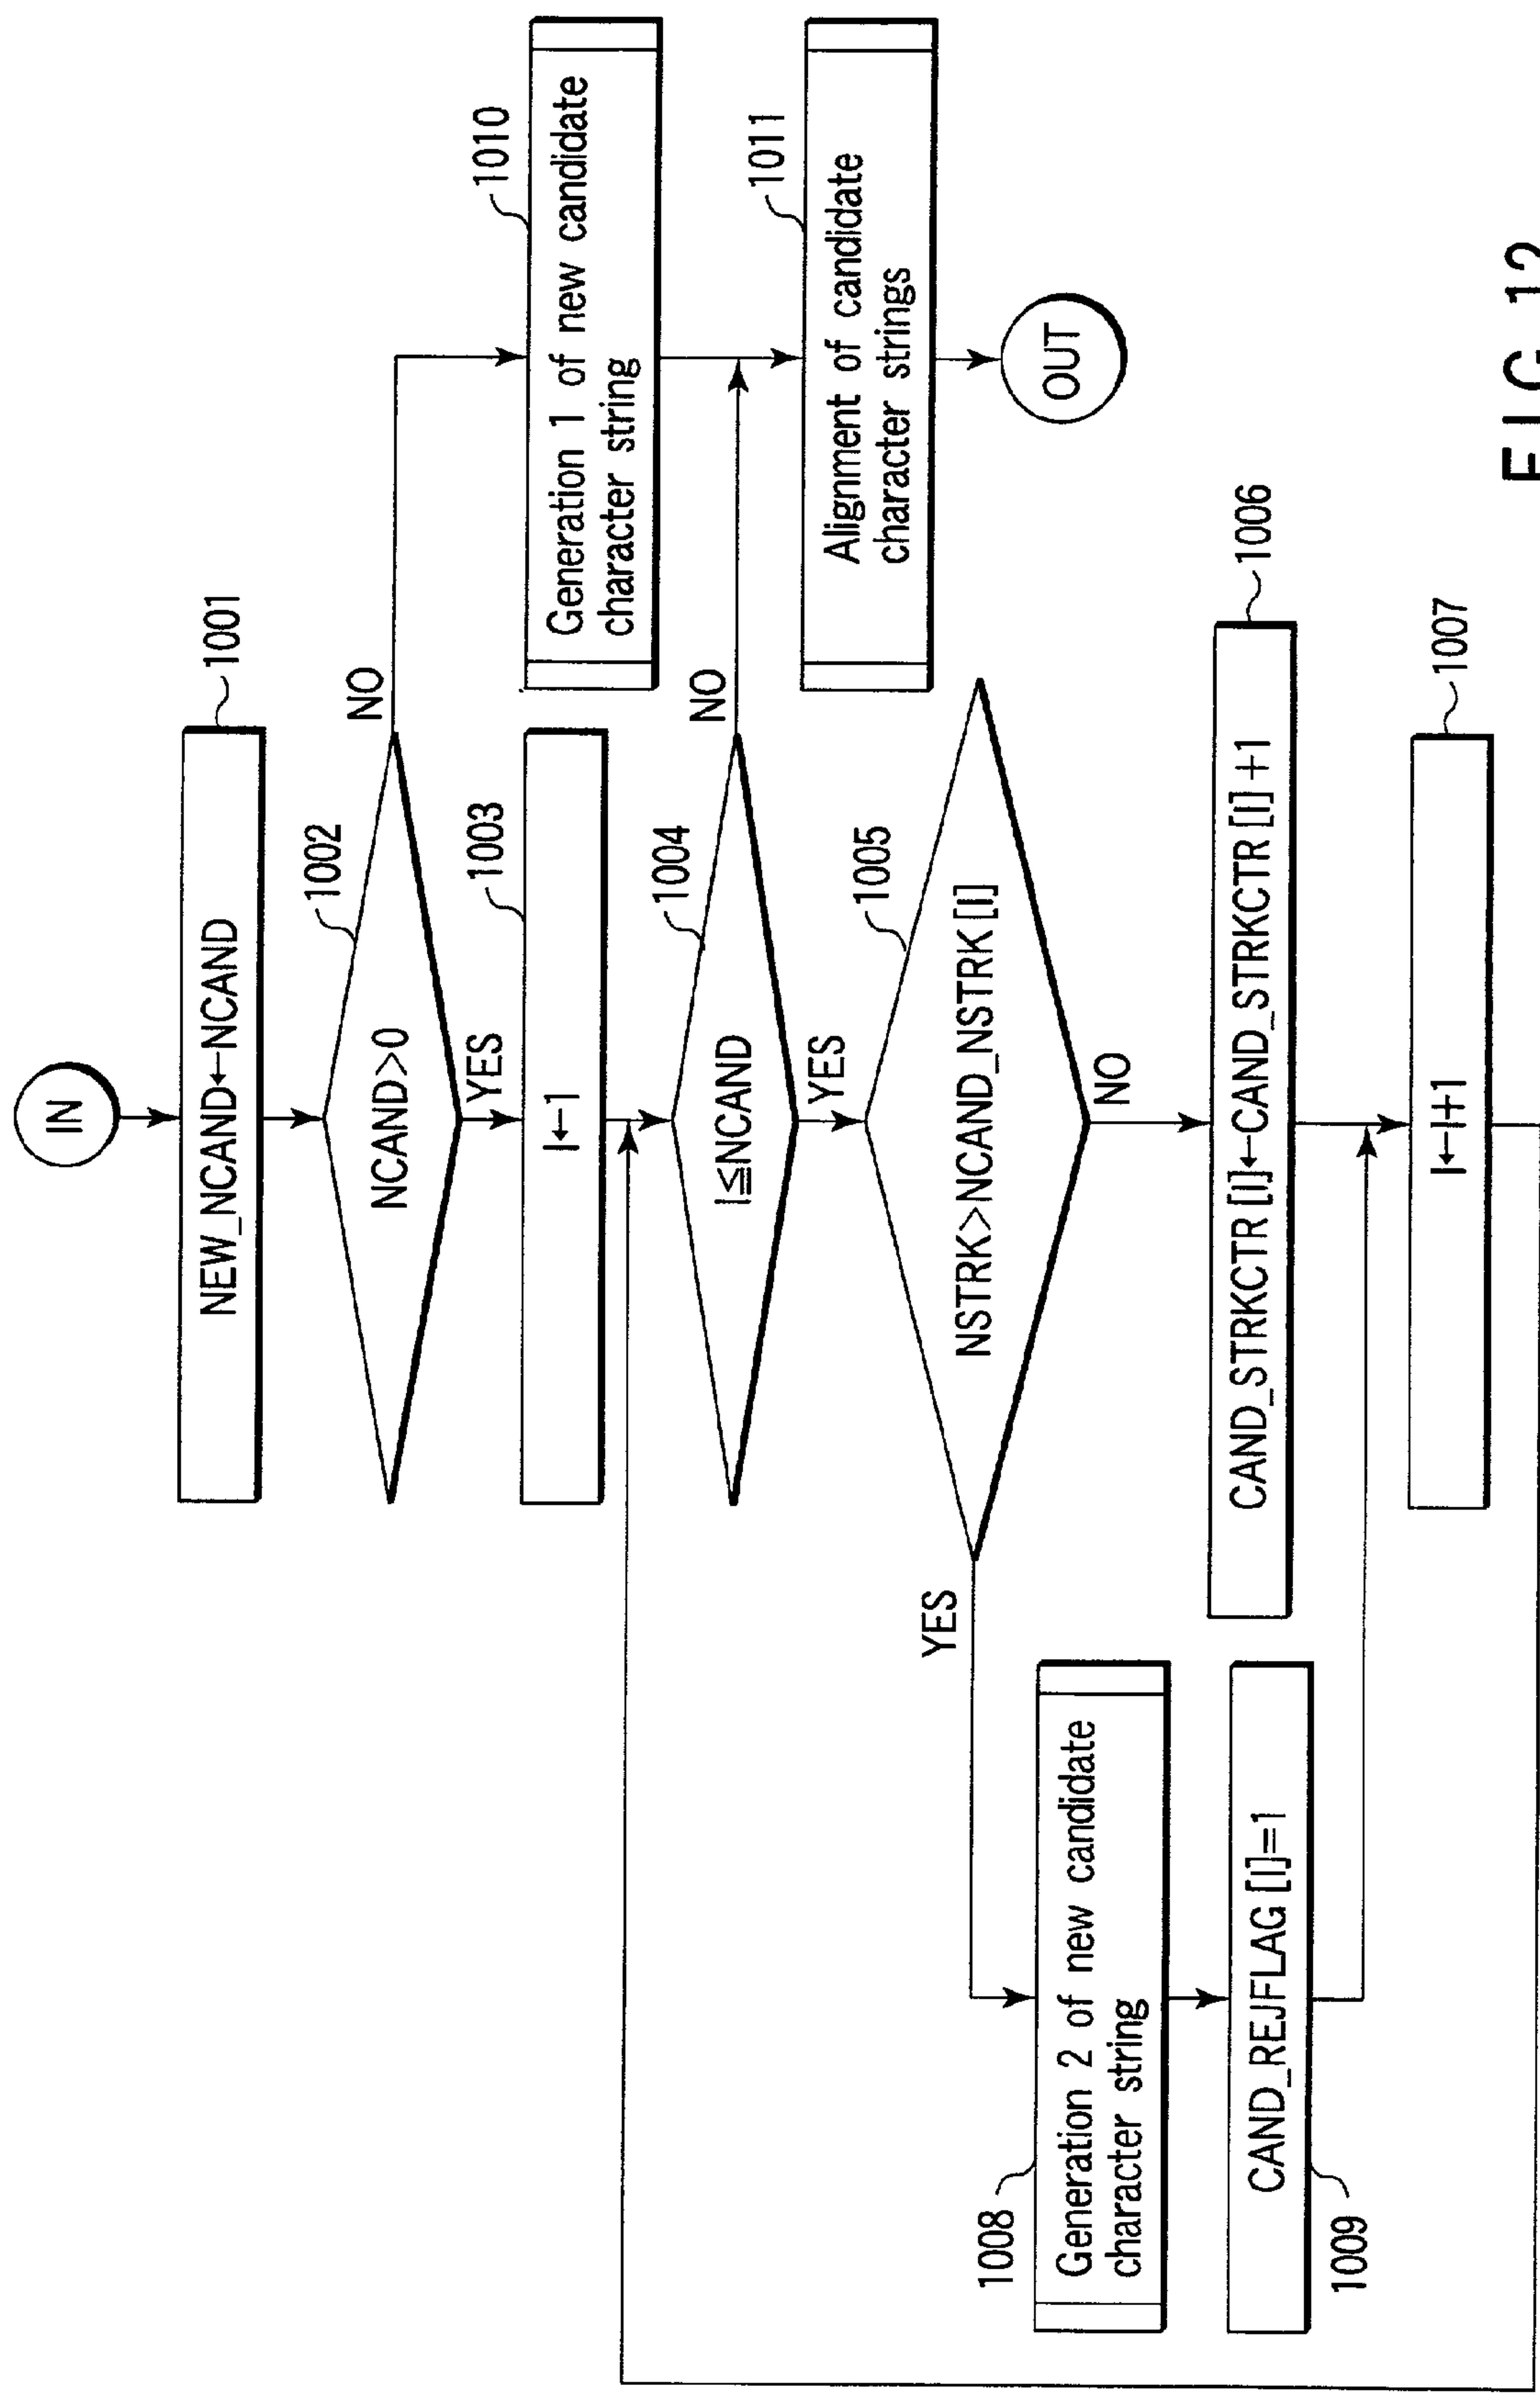 IN
NEW_NCAND←NCAND
1001
NCAND>0
1002
NO
YES
I←1
1003
Generation 1 of new candidate
character string
1010
I≦NCAND
1004
NO
YES
Alignment of candidate
character strings
1011
OUT
NSTRK>NCAND_NSTRK [I]
1005
YES
NO
Generation 2 of new candidate
character string
1008
CAND_REJFLAG [I]=1
1009
CAND_STRKCTR [I]←CAND_STRKCTR [I]+1
1006
I←I+1
1007
FIG. 12